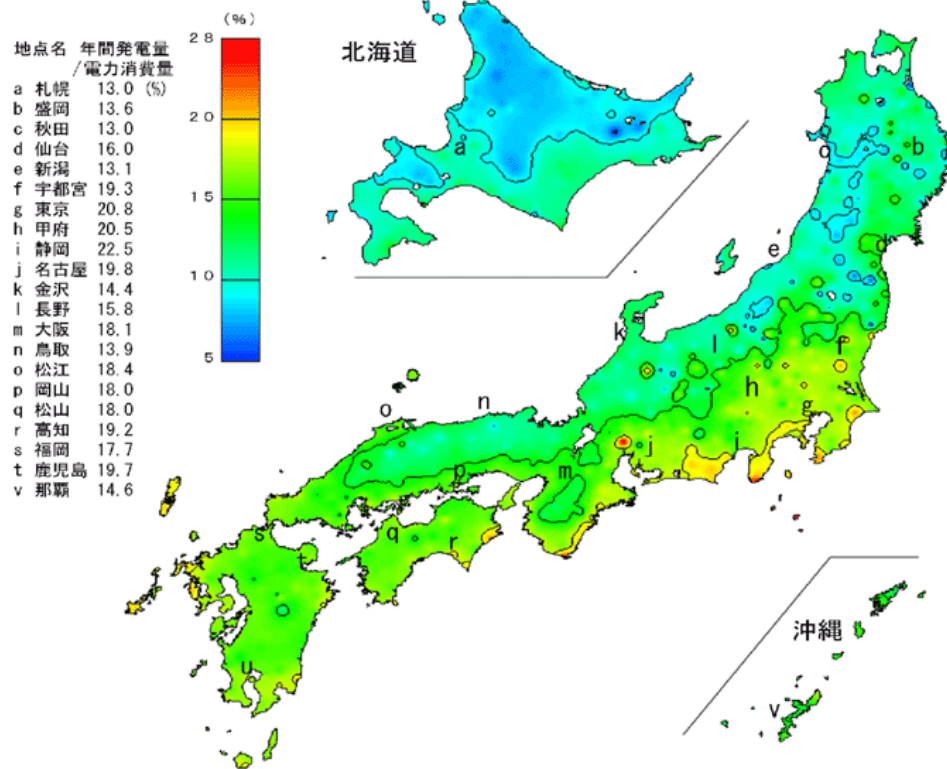 (%)
28
20
15
10
5
地点名 年間発電量
/電力消費量
a 札幌 13.0 (%)
b 盛岡 13.6
c 秋田 13.0
d 仙台 16.0
e 新潟 13.1
f 宇都宮 19.3
g 東京 20.8
h 甲府 20.5
i 静岡 22.5
j 名古屋 19.8
k 金沢 14.4
l 長野 15.8
m 大阪 18.1
n 鳥取 13.9
o 松江 18.4
p 岡山 18.0
q 松山 18.0
r 高知 19.2
s 福岡 17.7
t 鹿児島 19.7
v 那覇 14.6
北海道
a
c
b
e
d
k
l
f
h
g
o
n
j
i
p
m
s
q
r
t
u
沖縄
v